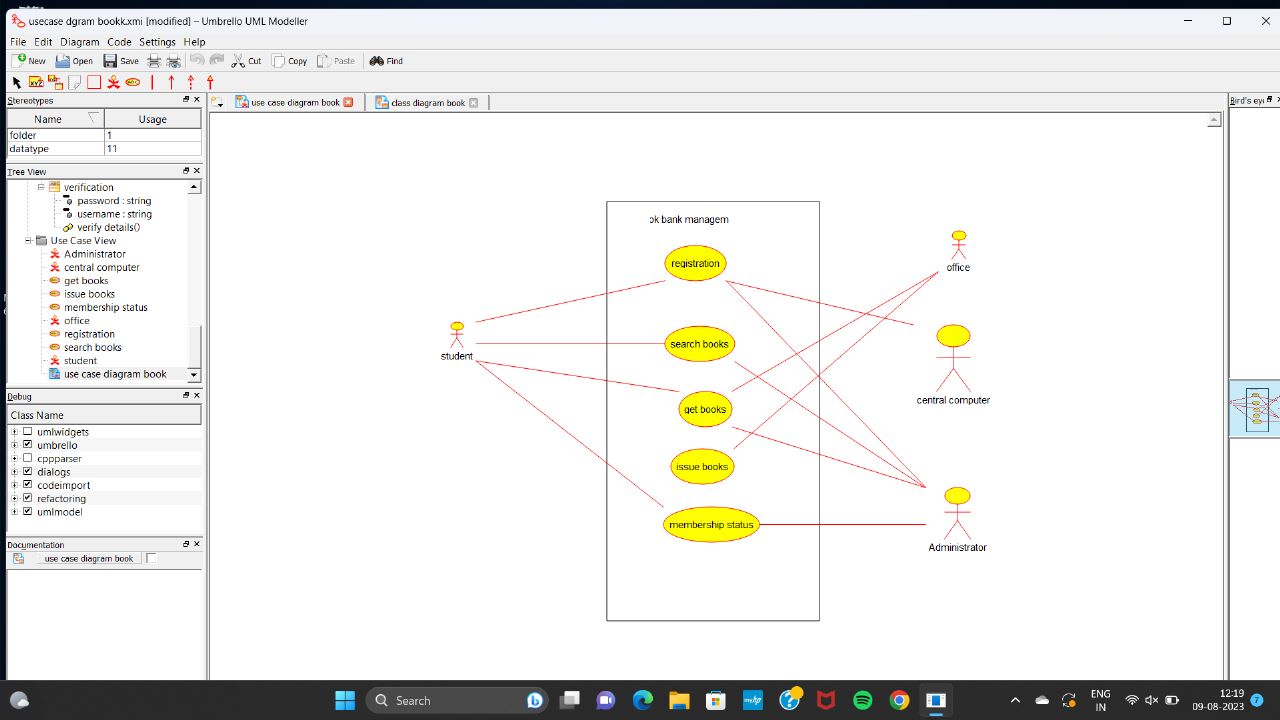 usecase dgram bookk.xmi [modified] – Umbrello UML Modeller
File Edit Diagram Code Settings Help
New Open Save Cut Copy Paste Find
Stereotypes
use case diagram book
class diagram book
Bird's ey
Name Usage
folder 1
datatype 11
Tree View
verification
password : string
username : string
verify details()
Use Case View
Administrator
central computer
get books
issue books
membership status
office
registration
search books
student
use case diagram book
Debug
Class Name
umlwidgets
umbrello
cppparser
dialogs
codeimport
refactoring
umlmodel
Documentation
use case diagram book
ok bank managem
registration
office
search books
student
central computer
get books
issue books
membership status
Administrator
Search
ENG
IN
12:19
09-08-2023
7